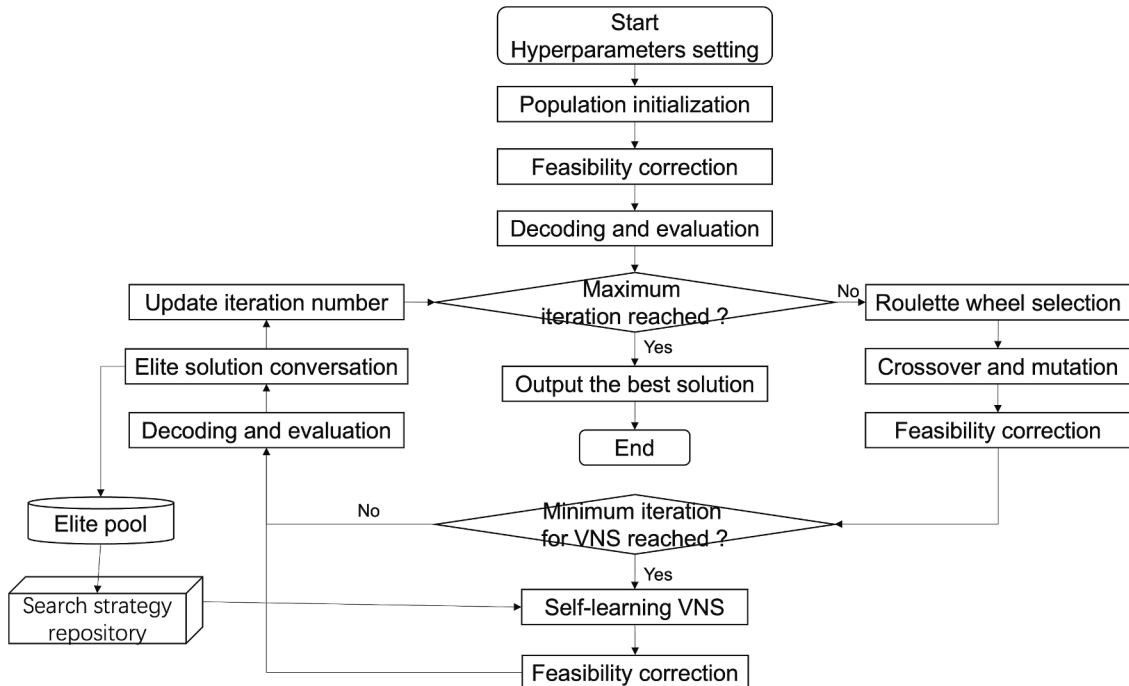 Start
Hyperparameters setting
Population initialization
Feasibility correction
Decoding and evaluation
Update iteration number
Maximum
iteration reached ?
No
Roulette wheel selection
Yes
Elite solution conversation
Output the best solution
Crossover and mutation
Decoding and evaluation
End
Feasibility correction
Elite pool
No
Minimum iteration
for VNS reached ?
Yes
Search strategy
repository
Self-learning VNS
Feasibility correction